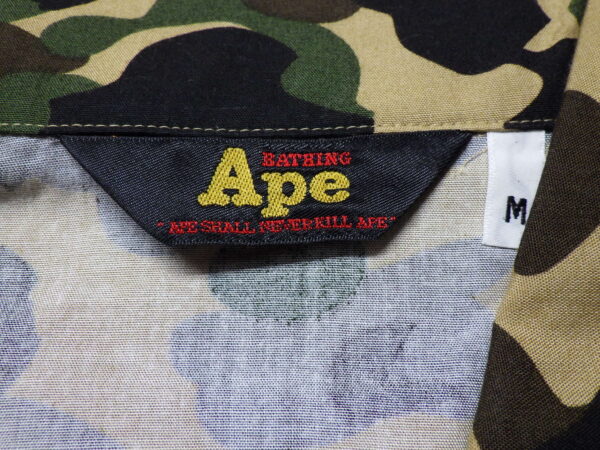 BATHING
Ape
"APE SHALL NEVER KILL APE"
M